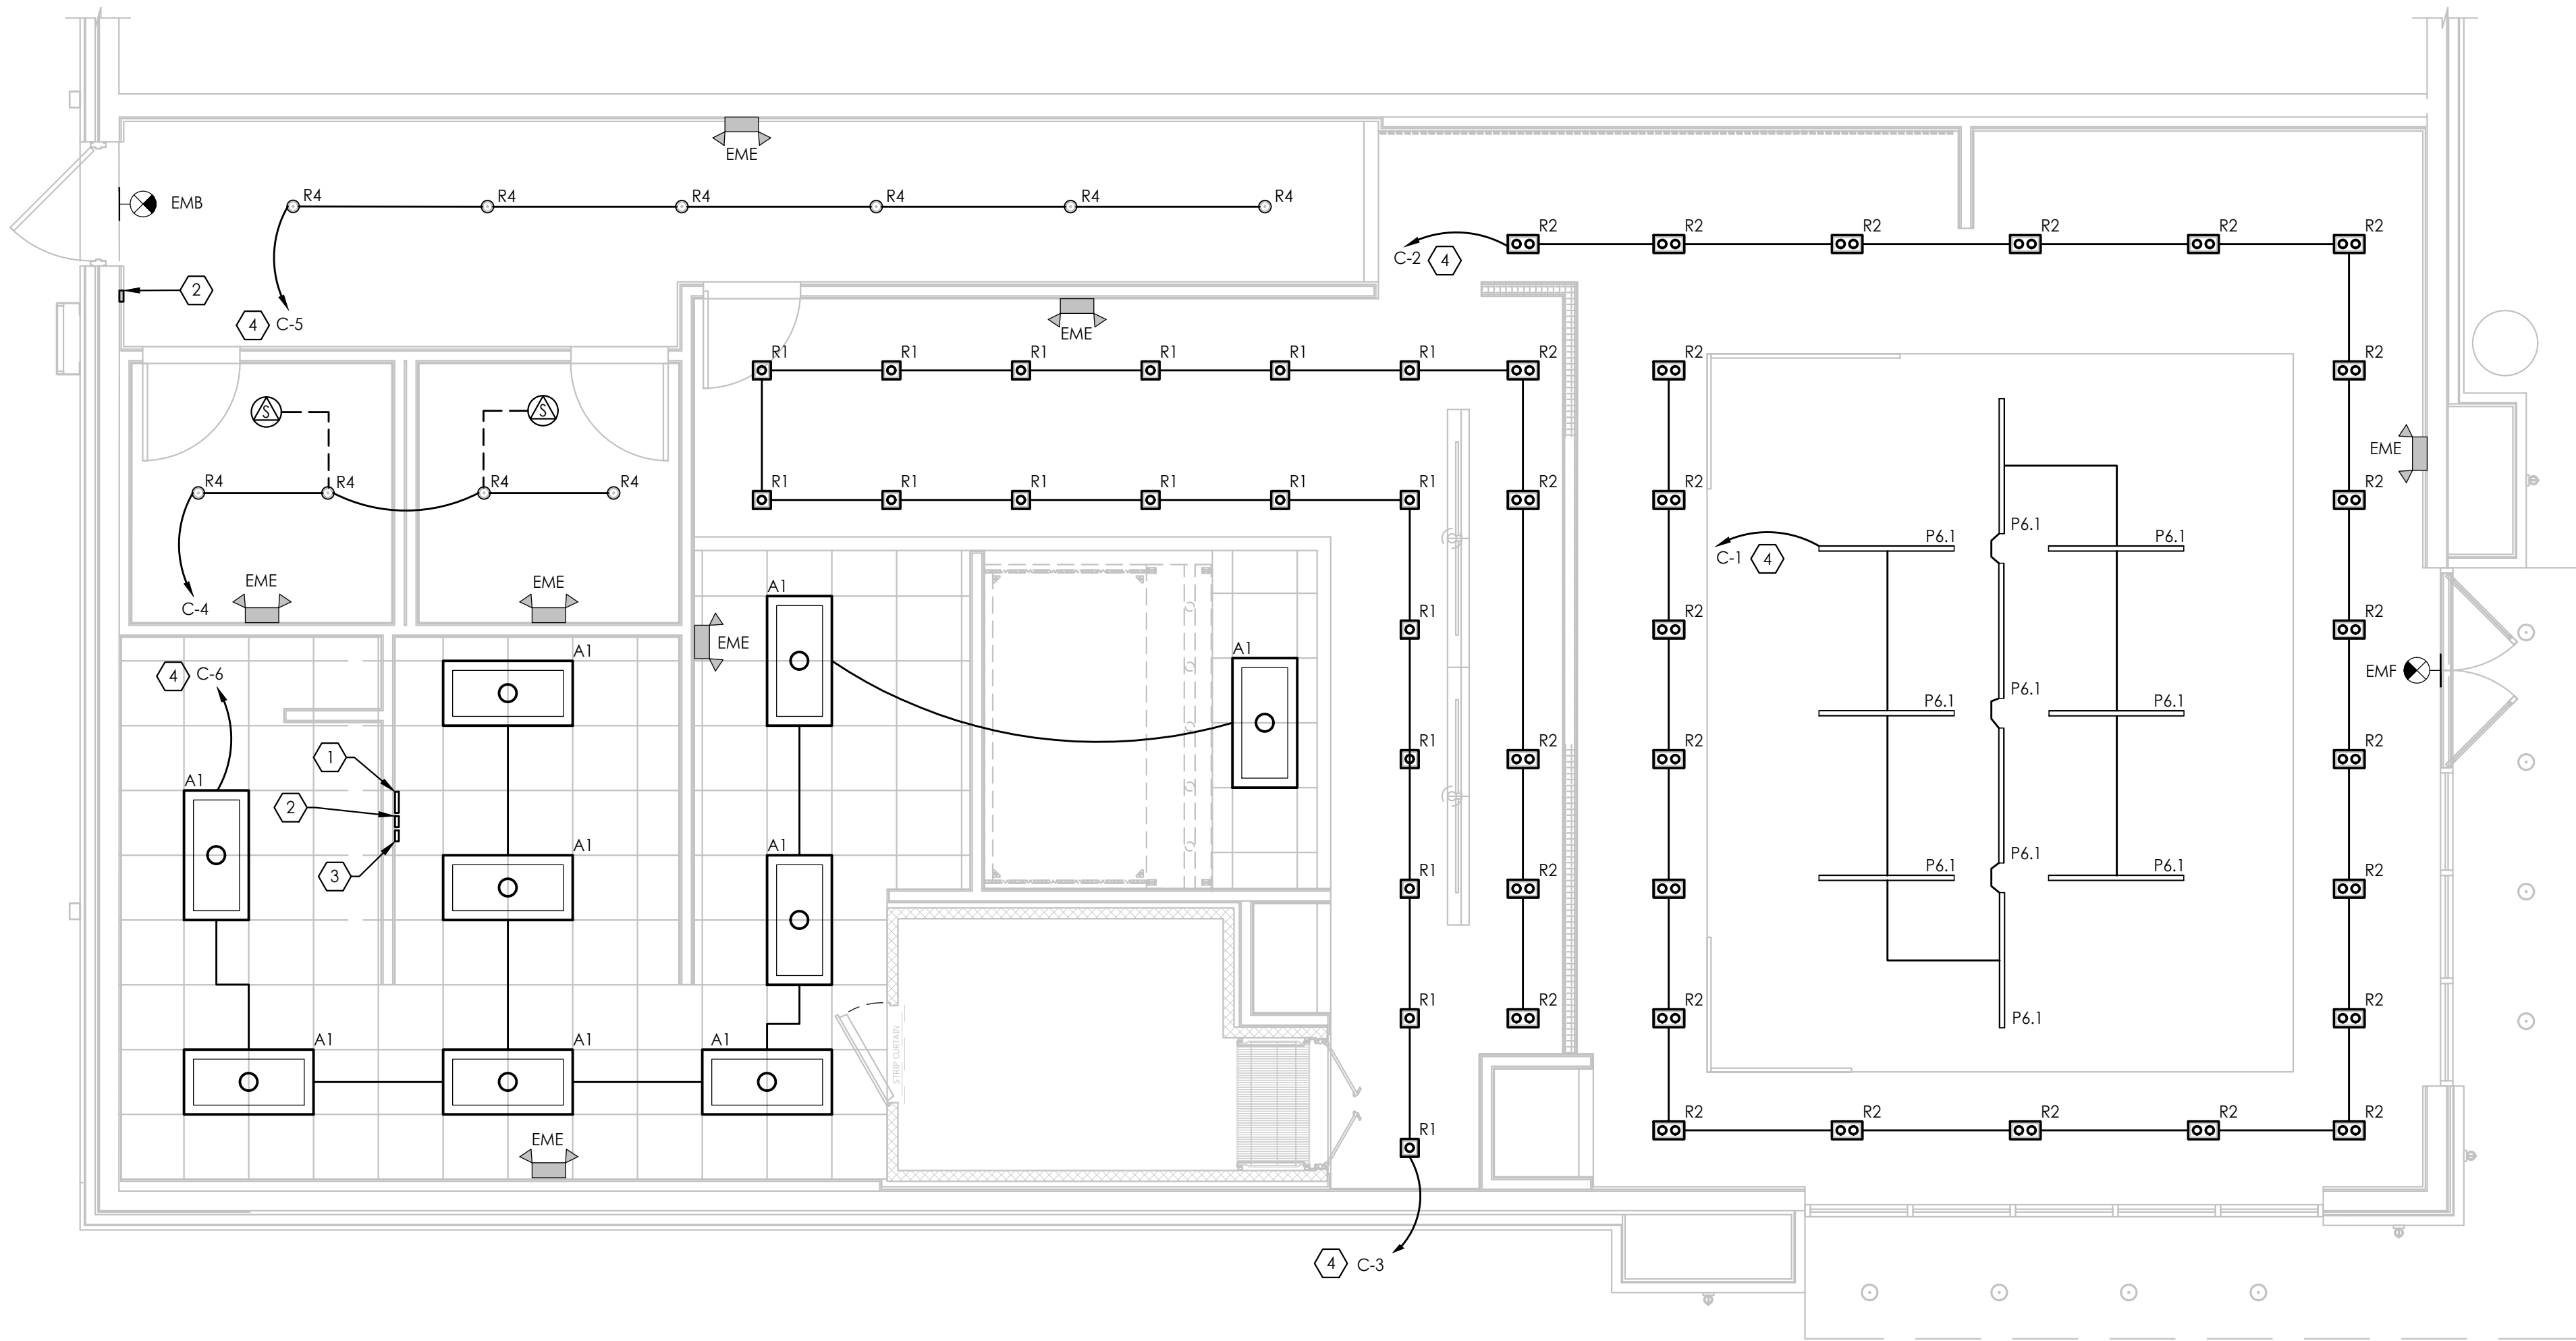 EME
R4 R4 R4 R4 R4 R4
EMB
R2 R2 R2 R2 R2 R2
C-2 4
2
4 C-5
EME
R1 R1 R1 R1 R1 R1 R2 R2 R2
S S
EME
R4 R4 R4 R4
R1 R1 R1 R1 R1 R1 R2 R2 R2
P6.1
P6.1 P6.1
C-1 4
EME EME
C-4
A1
R1 R2 R2
EME
A1 A1
4 C-6
EMF
P6.1
P6.1 P6.1
1
R1 R2 R2 R2
A1
2
A1
P6.1
P6.1 P6.1
3
R1 R2 R2 R2
P6.1
R1 R2 R2 R2
A1 A1 A1
STRIP CURTAIN
R1 R2 R2 R2 R2 R2
EME
4 C-3